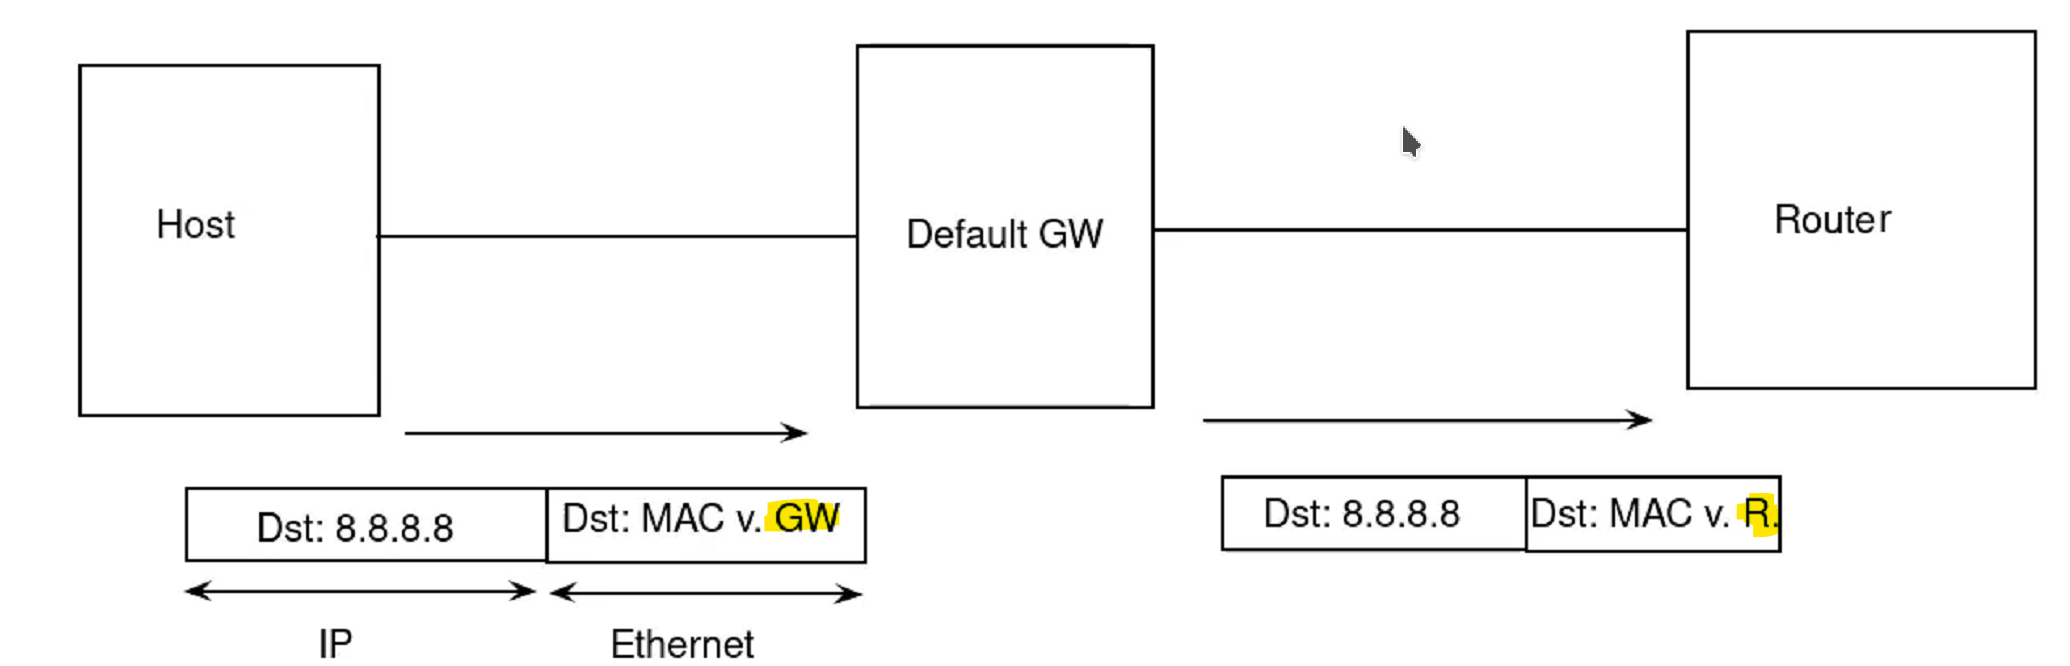 Host
Default GW
Router
Dst: 8.8.8.8
Dst: MAC v. GW
Dst: 8.8.8.8
Dst: MAC v. R.
IP
Ethernet